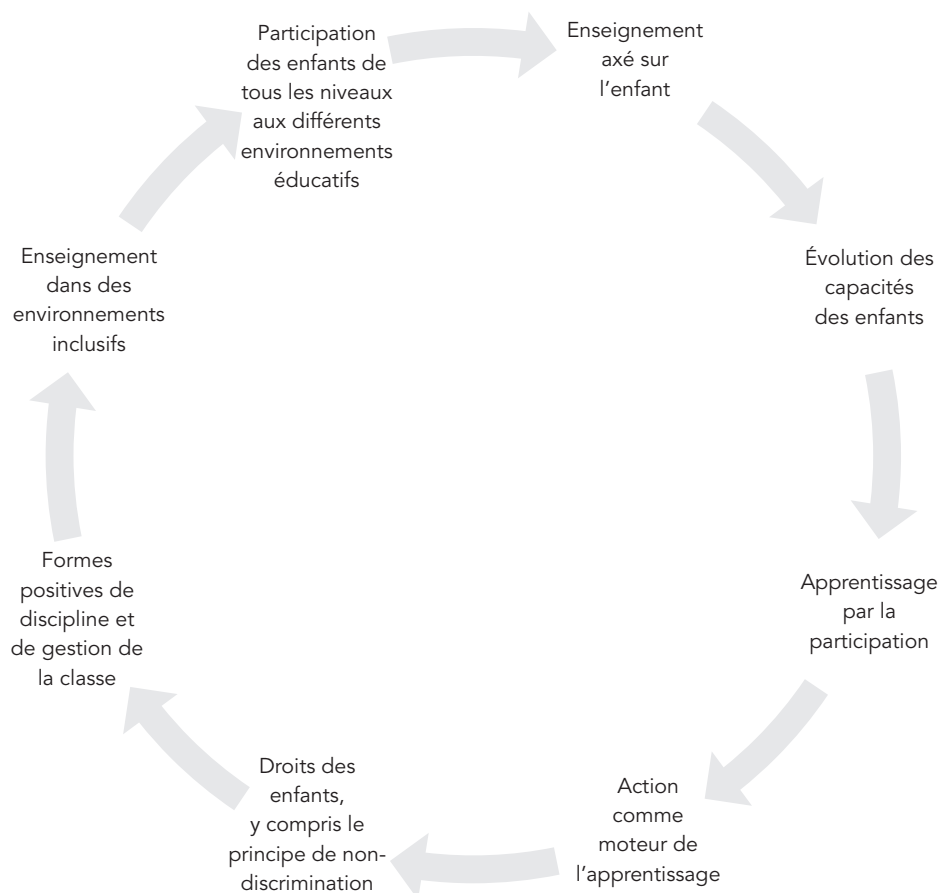 Participation
des enfants de
tous les niveaux
aux différents
environnements
éducatifs
Enseignement
axé sur
l'enfant
Évolution des
capacités
des enfants
Apprentissage
par la
participation
Action
comme
moteur de
l'apprentissage
Droits des
enfants,
y compris le
principe de non-
discrimination
Formes
positives de
discipline et
de gestion de
la classe
Enseignement
dans des
environnements
inclusifs